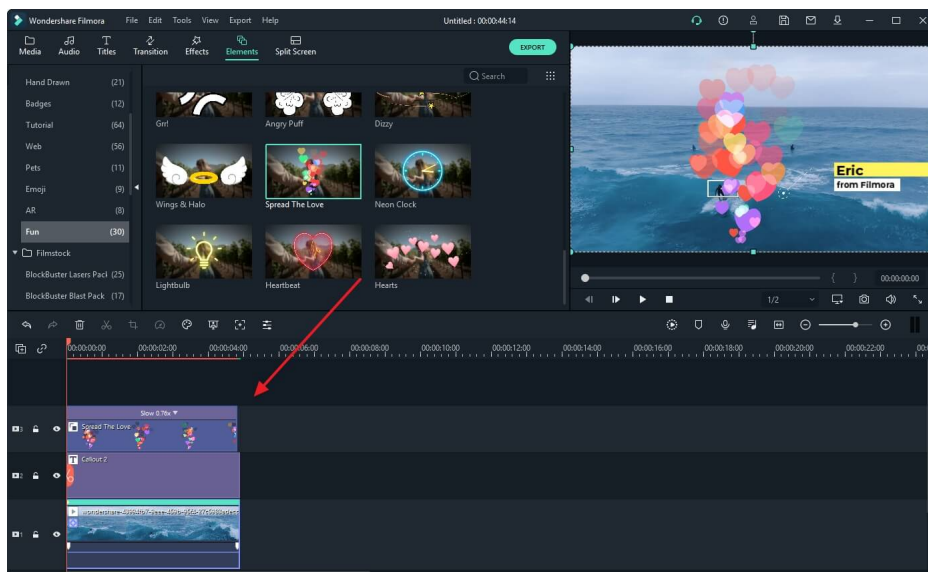 Wondershare Filmora File Edit Tools View Export Help Untitled : 00:00:44:14
Media Audio Titles Transition Effects Elements Split Screen EXPORT
Search
Hand Drawn (21)
Badges (12)
Tutorial (64)
Web (56)
Pets (11)
Emoji (9)
AR (8)
Fun (30)
Filmstock
BlockBuster Lasers Pack (25)
BlockBuster Blast Pack (17)
Grr! Angry Puff Dizzy
Wings & Halo Spread The Love Neon Clock
Lightbulb Heartbeat Hearts
Eric
from Filmora
{ } 00:00:00:00
1/2
00:00:00:00 00:00:02:00 00:00:04:00 00:00:06:00 00:00:08:00 00:00:10:00 00:00:12:00 00:00:14:00 00:00:16:00 00:00:18:00 00:00:20:00 00:00:22:00 00:
Slow 0.76x
3 Spread The Love
2 T Callout 2
1